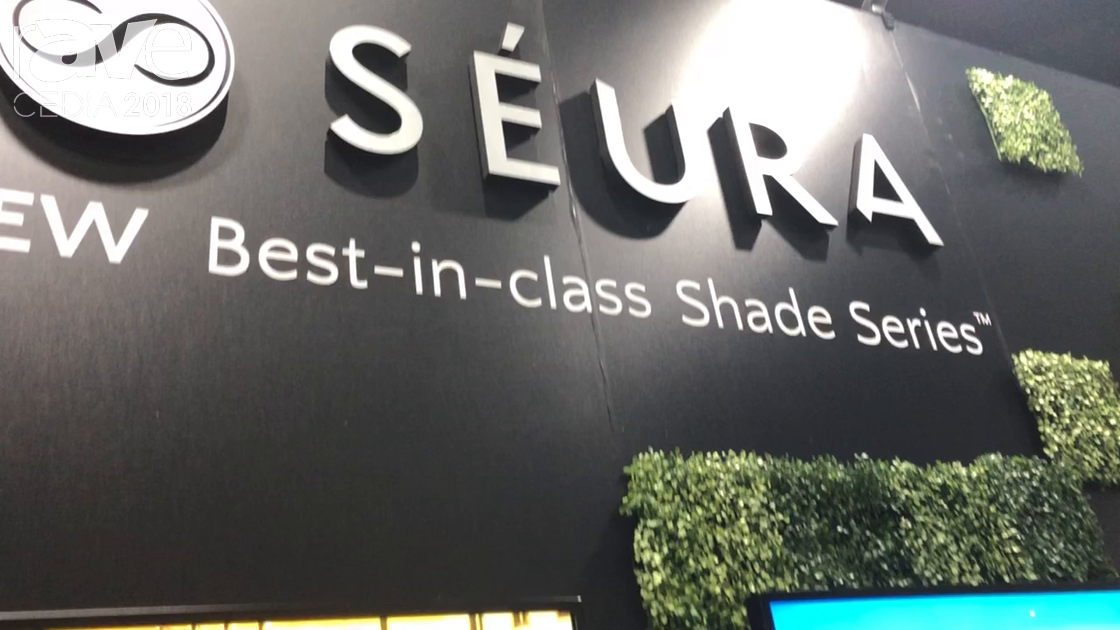 rave
CEDIA 2018
SÉURA
EW Best-in-class Shade Series™